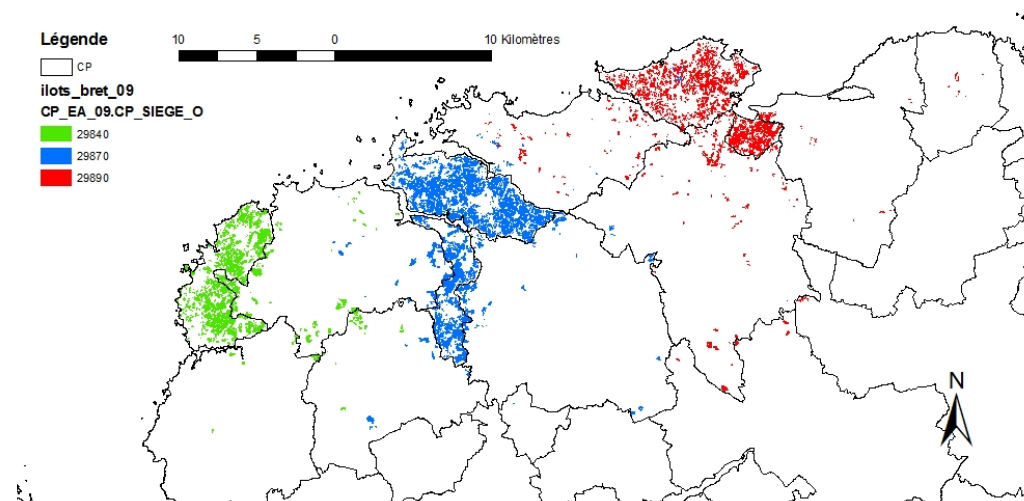 Légende
10 5 0 10 Kilomètres
CP
ilots_bret_09
CP_EA_09.CP_SIEGE_O
29840
29870
29890
N